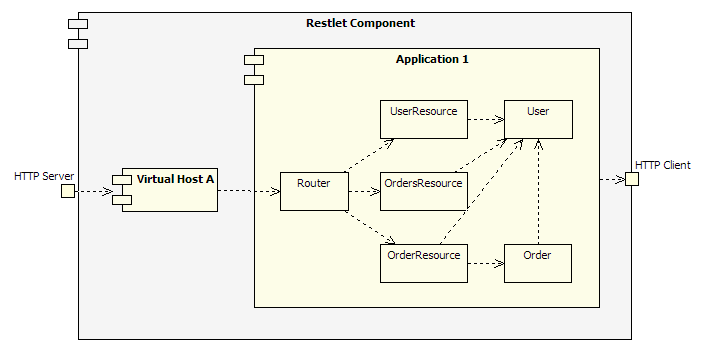 Restlet Component
Application 1
UserResource
User
HTTP Server
Virtual Host A
Router
OrdersResource
HTTP Client
OrderResource
Order